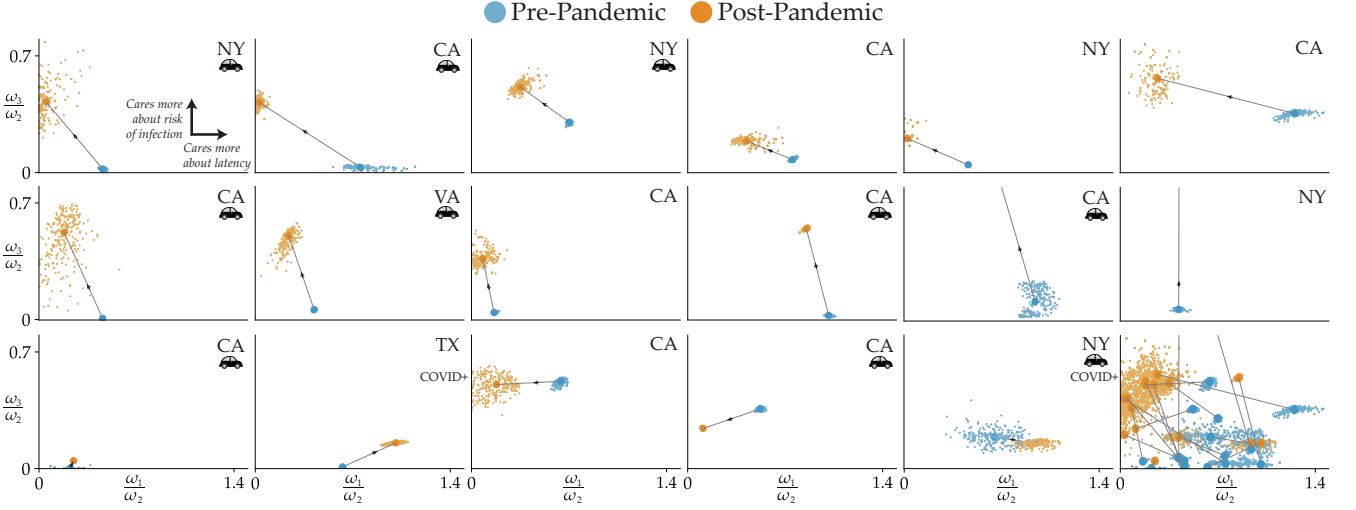 Pre-Pandemic Post-Pandemic
NY CA NY CA NY CA
0.7
ω3
ω2
0
Cares more
about risk
of infection
Cares more
about latency
CA VA CA CA CA NY
0.7
ω3
ω2
0
CA TX CA CA NY
0.7
COVID+ COVID+
ω3
ω2
0
0 ω1 1.4 0 ω1 1.4 0 ω1 1.4 0 ω1 1.4 0 ω1 1.4 0 ω1 1.4
ω2 ω2 ω2 ω2 ω2 ω2